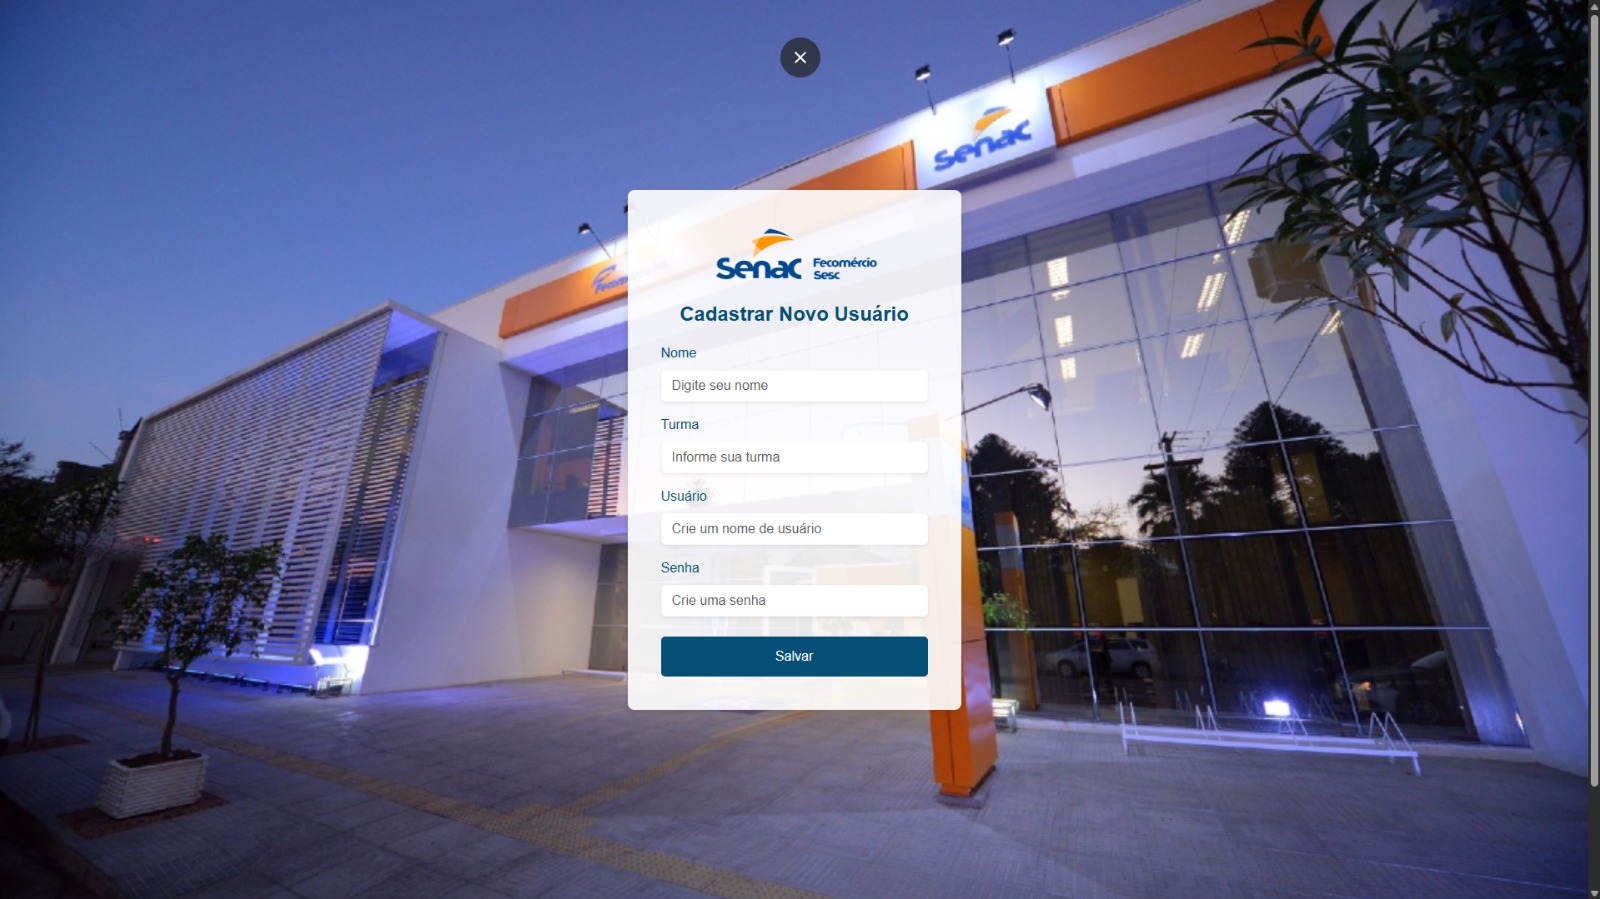 Senac
Senac Fecomércio
Sesc
Cadastrar Novo Usuário
Nome
Digite seu nome
Turma
Informe sua turma
Usuário
Crie um nome de usuário
Senha
Crie uma senha
Salvar